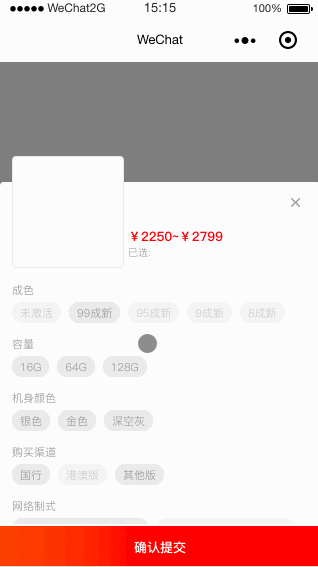 ●●●●● WeChat2G 15:15 100%
WeChat
¥2250~¥2799
已选:
成色
未激活 99成新 95成新 9成新 8成新
容量
16G 64G 128G
机身颜色
银色 金色 深空灰
购买渠道
国行 港澳版 其他版
网络制式
确认提交